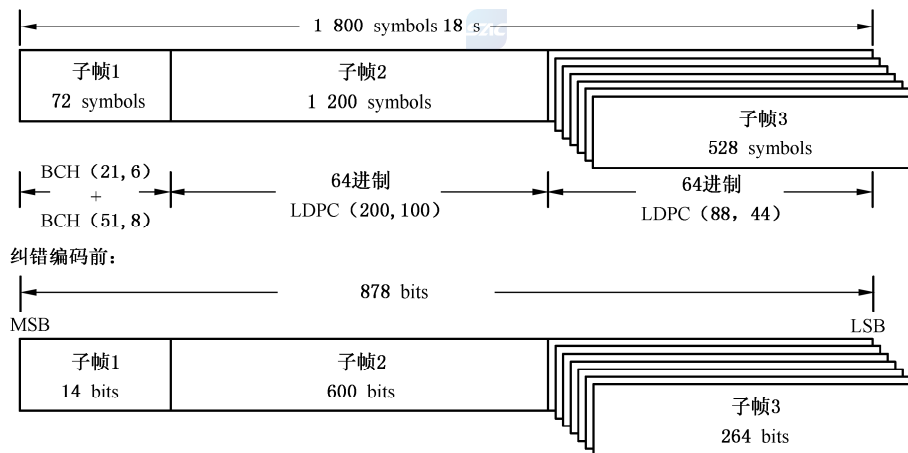 1 800 symbols 18 s
子帧1
72 symbols
子帧2
1 200 symbols
子帧3
528 symbols
BCH（21,6）
+
BCH（51,8）
64进制
LDPC（200,100）
64进制
LDPC（88，44）
纠错编码前：
878 bits
MSB
LSB
子帧1
14 bits
子帧2
600 bits
子帧3
264 bits